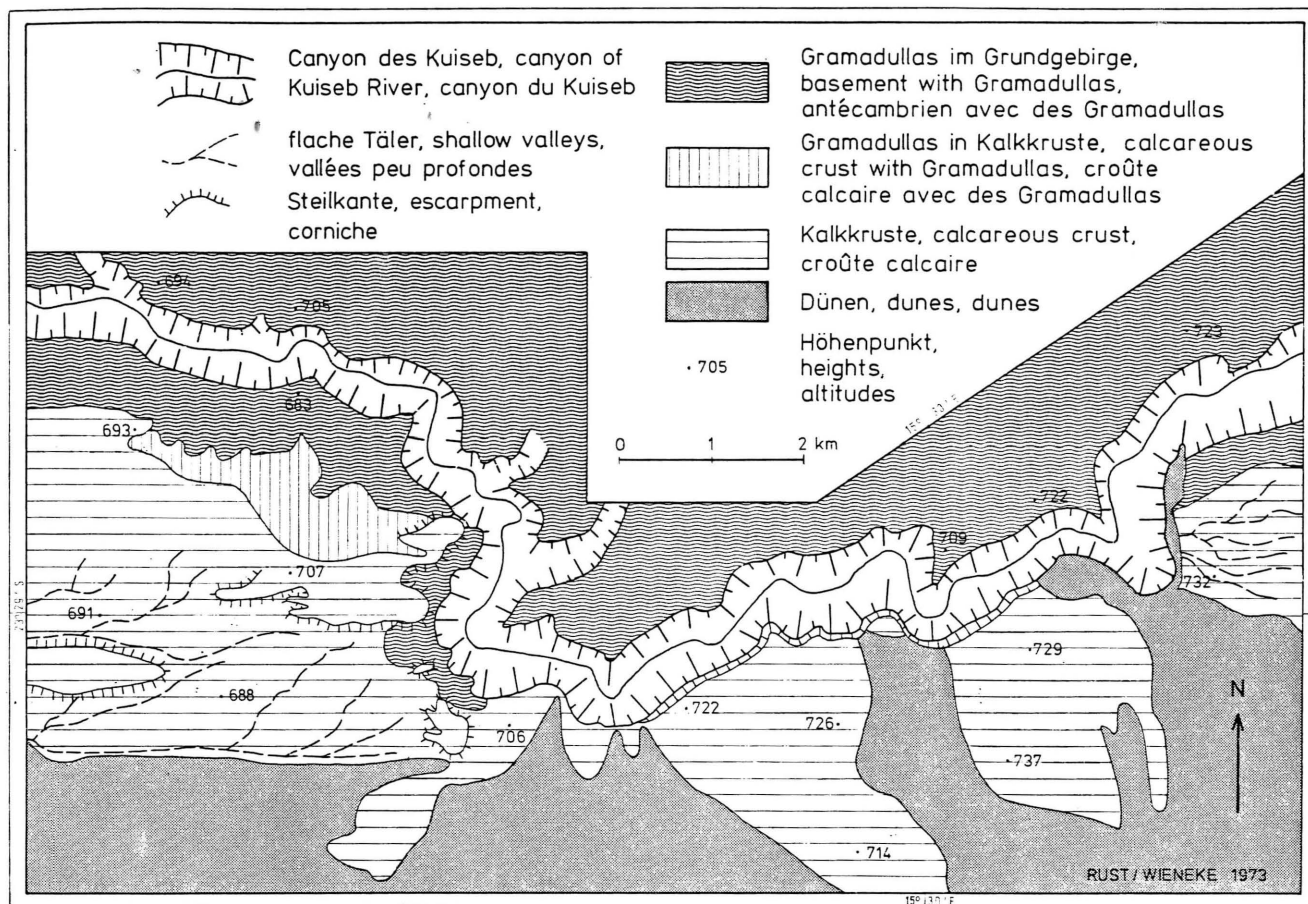 Canyon des Kuiseb, canyon of
Kuiseb River, canyon du Kuiseb
flache Täler, shallow valleys,
vallées peu profondes
Steilkante, escarpment,
corniche
Gramadullas im Grundgebirge,
basement with Gramadullas,
antécambrien avec des Gramadullas
Gramadullas in Kalkkruste, calcareous
crust with Gramadullas, croûte
calcaire avec des Gramadullas
Kalkkruste, calcareous crust,
croûte calcaire
Dünen, dunes, dunes
705
Höhenpunkt,
heights,
altitudes
0 1 2 km
694
705
683
693
723
15° 30' E
722
709
707
691
732
729
688
722
706
726
737
714
N
RUST / WIENEKE 1973
15° 30' E